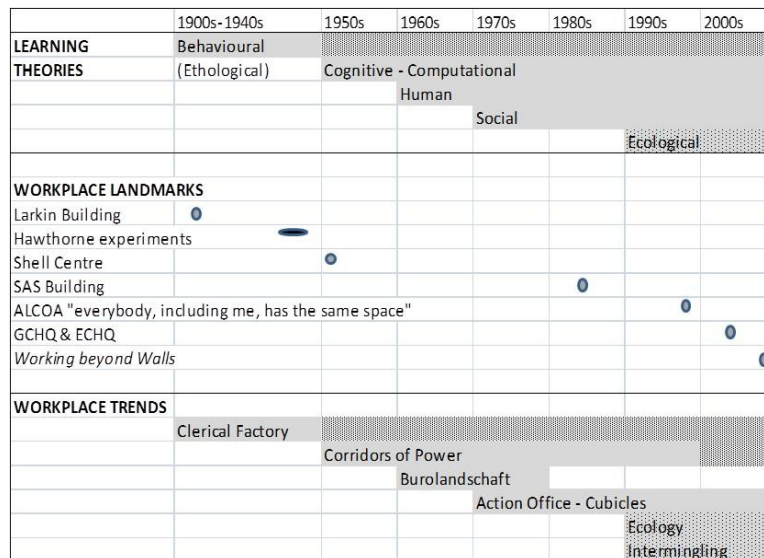 1900s-1940s 1950s 1960s 1970s 1980s 1990s 2000s
LEARNING Behavioural
THEORIES (Ethological) Cognitive - Computational
Human
Social
Ecological
WORKPLACE LANDMARKS
Larkin Building
Hawthorne experiments
Shell Centre
SAS Building
ALCOA "everybody, including me, has the same space"
GCHQ & ECHQ
Working beyond Walls
WORKPLACE TRENDS
Clerical Factory
Corridors of Power
Burolandschaft
Action Office - Cubicles
Ecology
Intermingling